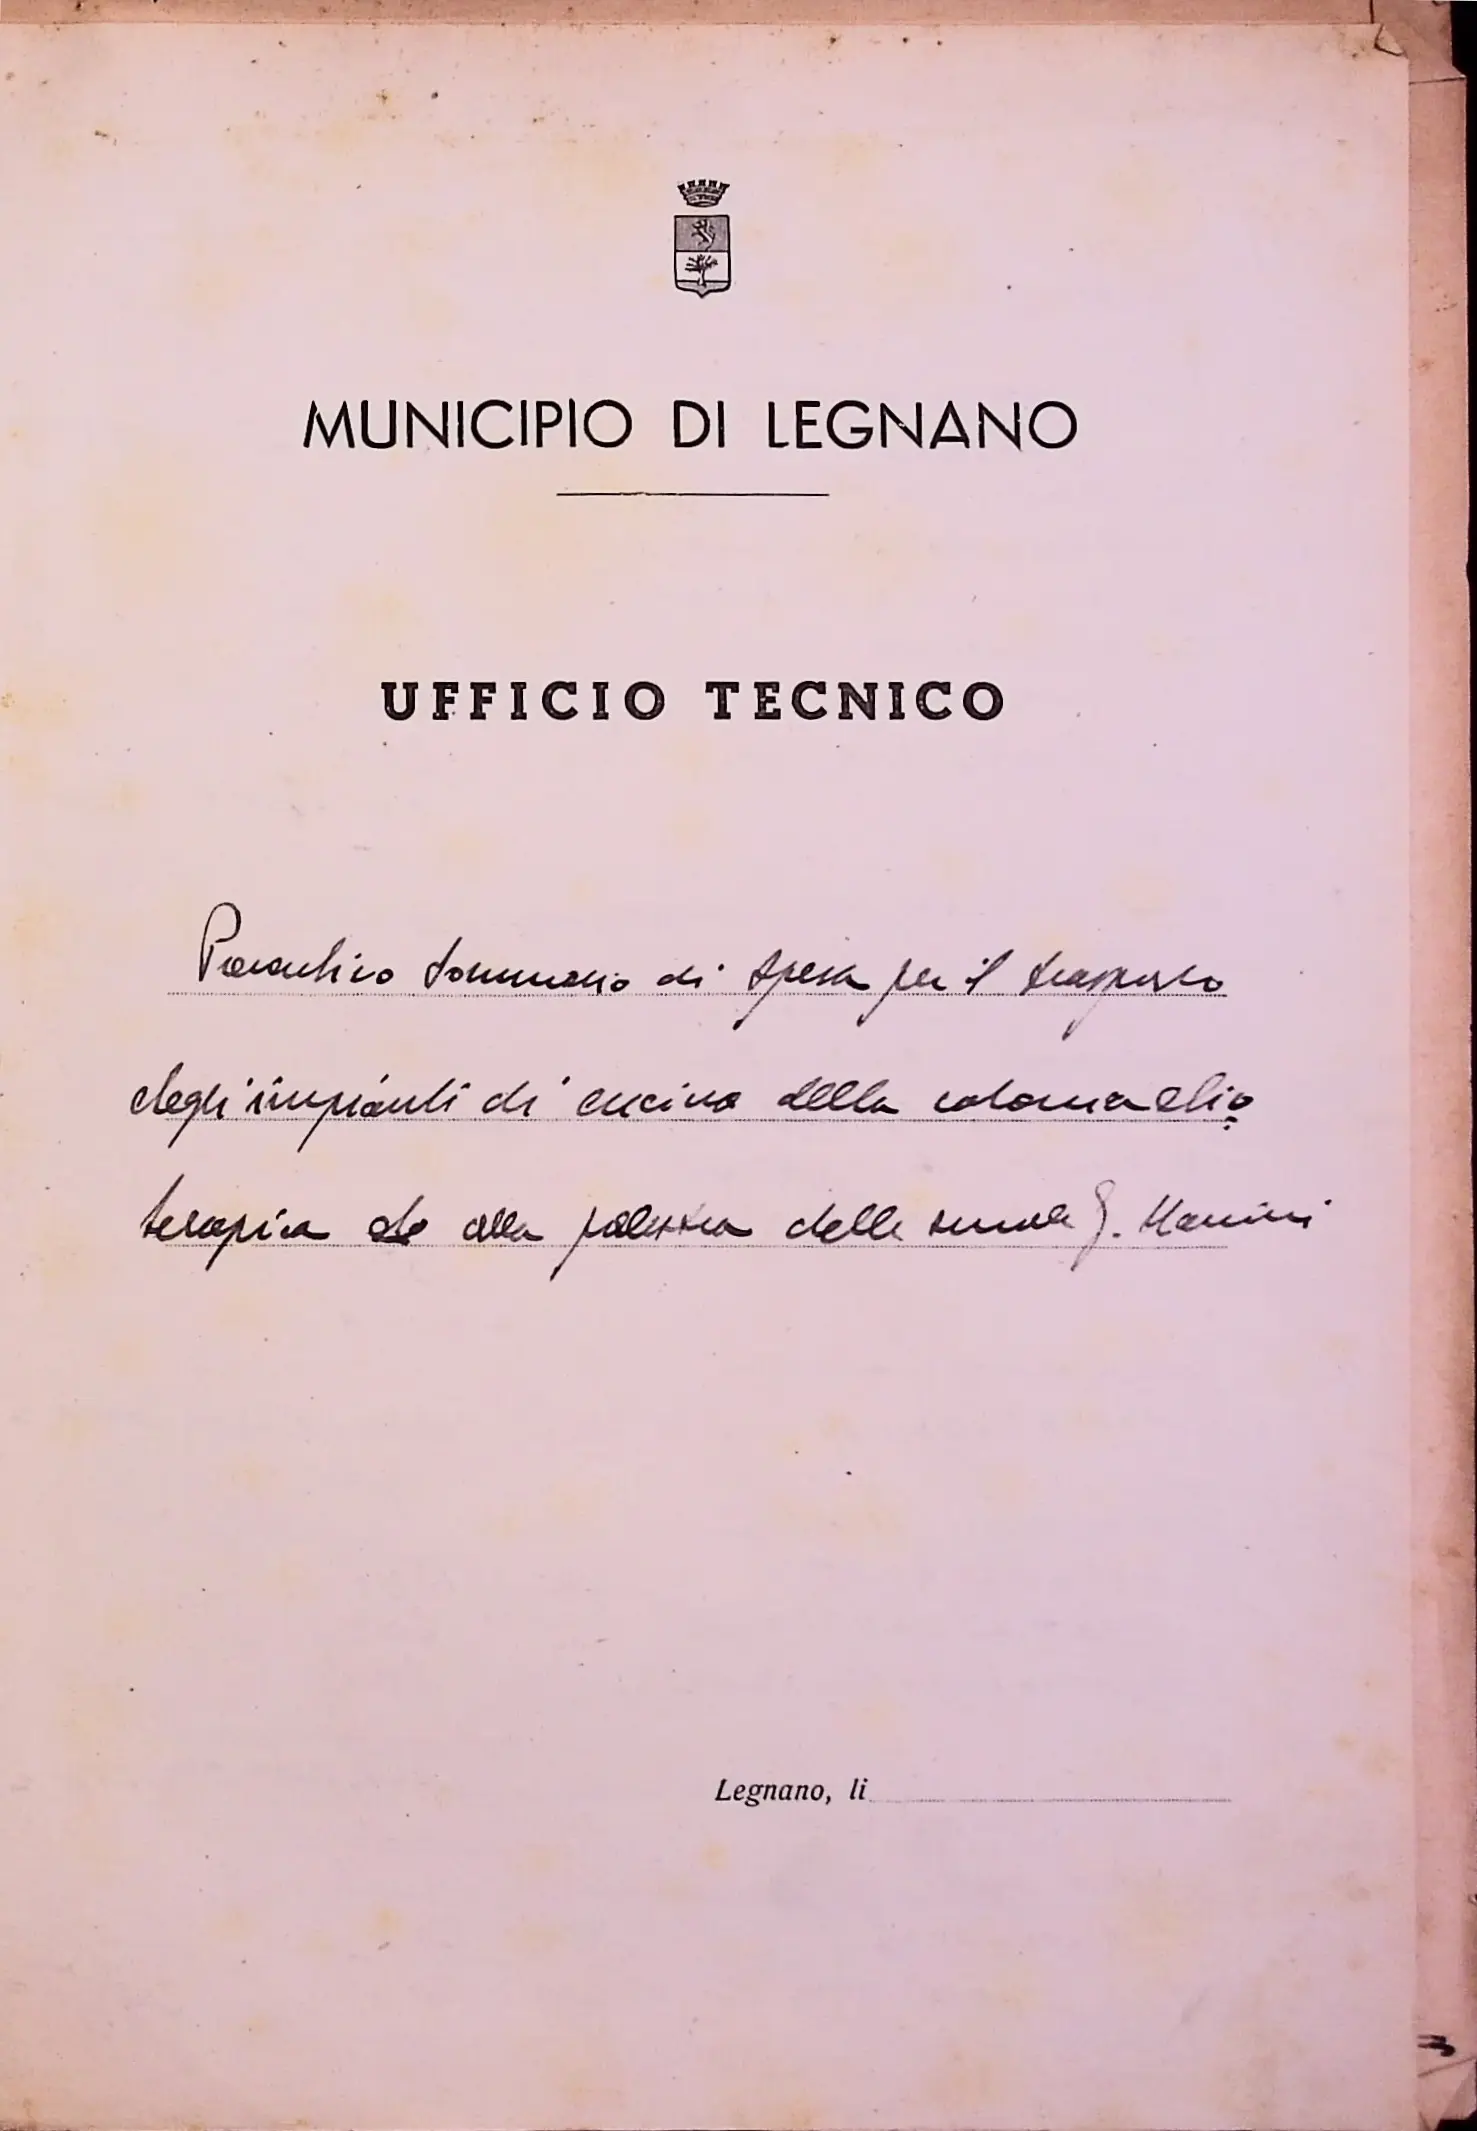 MUNICIPIO DI LEGNANO
UFFICIO TECNICO
Preventivo sommario di spesa per il trasporto
degli impianti di cucina della colonia elio
terapica alla palestra delle scuole G. Mazzini
Legnano, li